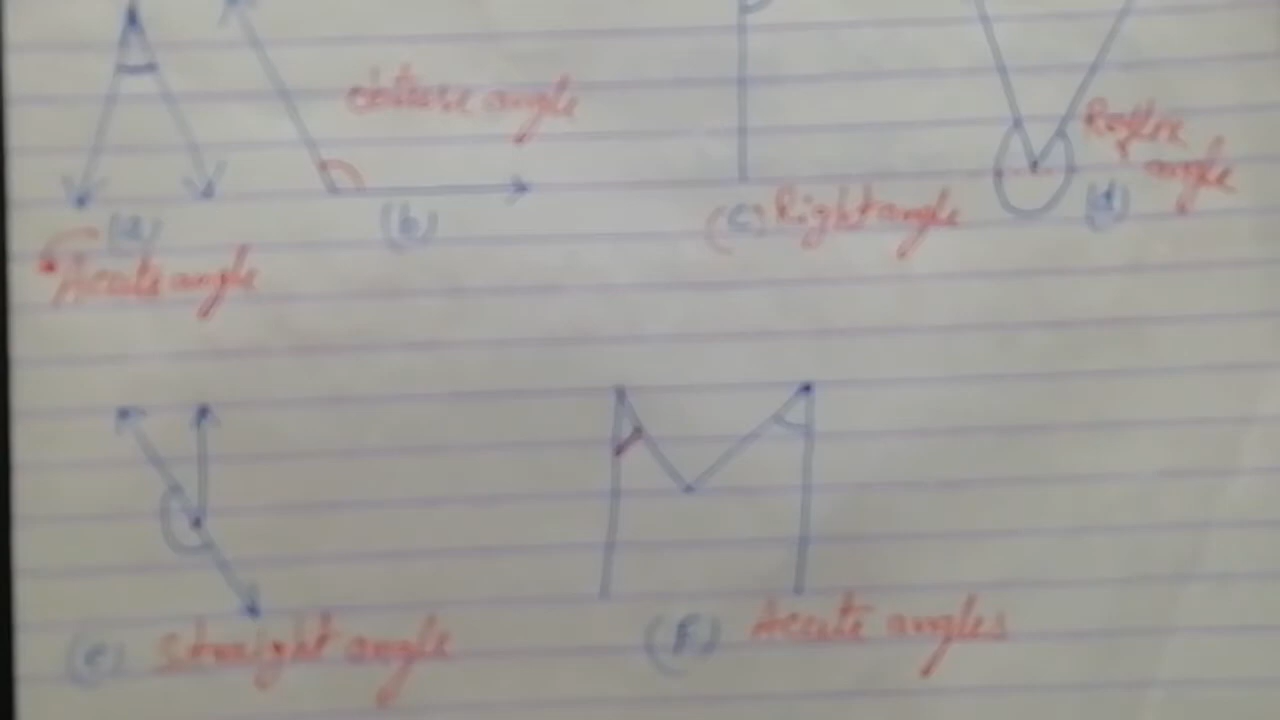 obtuse angle
Reflex
angle
(a)
(b)
(c) Right angle
(d)
Acute angle
(e) Straight angle
(f) Acute angles